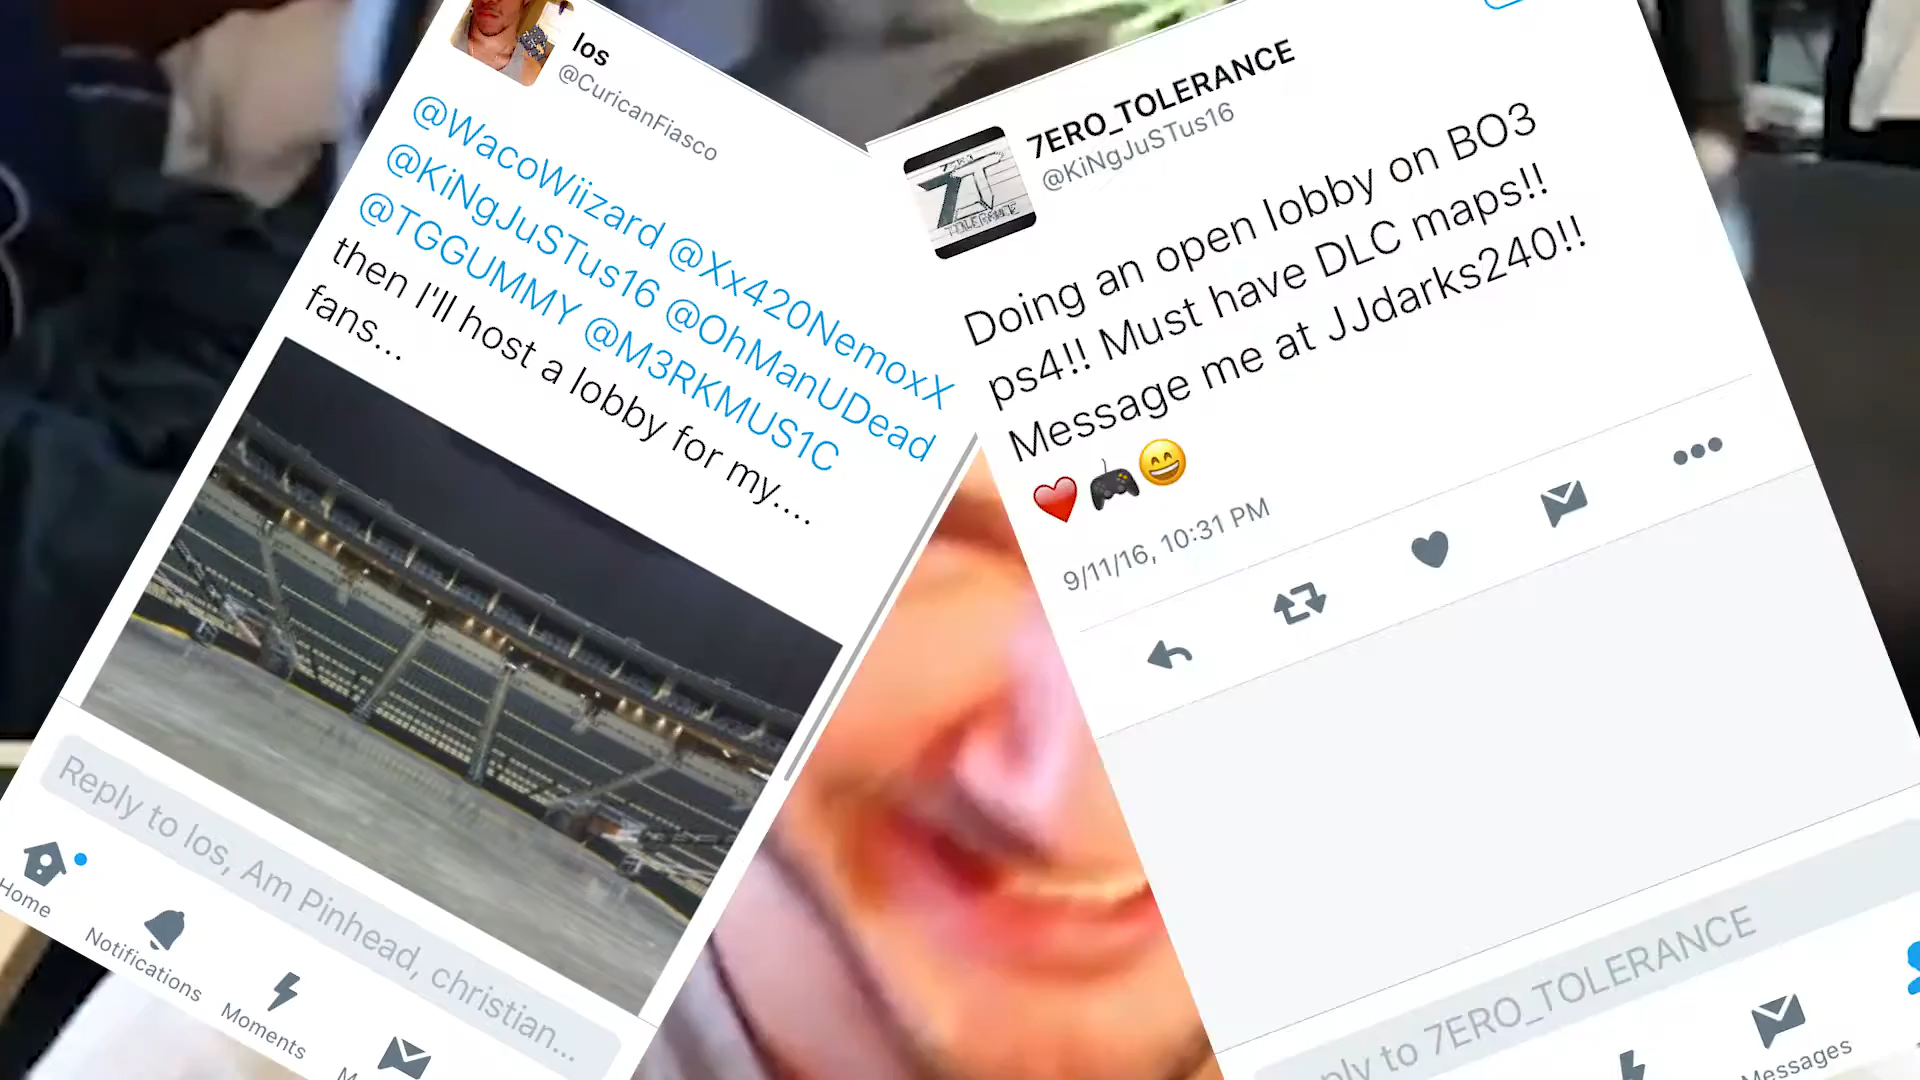 los
@CuricanFiasco
@WacoWiizard @Xx420NemoxX
@KiNgJuSTus16 @OhManUDead
@TGGUMMY @M3RKMUS1C
then I'll host a lobby for my....
fans...
Reply to los, Am Pinhead, christian...
Home
Notifications
Moments
7ERO_TOLERANCE
@KiNgJuSTus16
7T
TOLERANCE
Doing an open lobby on BO3
ps4!! Must have DLC maps!!
Message me at JJdarks240!!
❤️🎮😄
9/11/16, 10:31 PM
ply to 7ERO_TOLERANCE
Messages